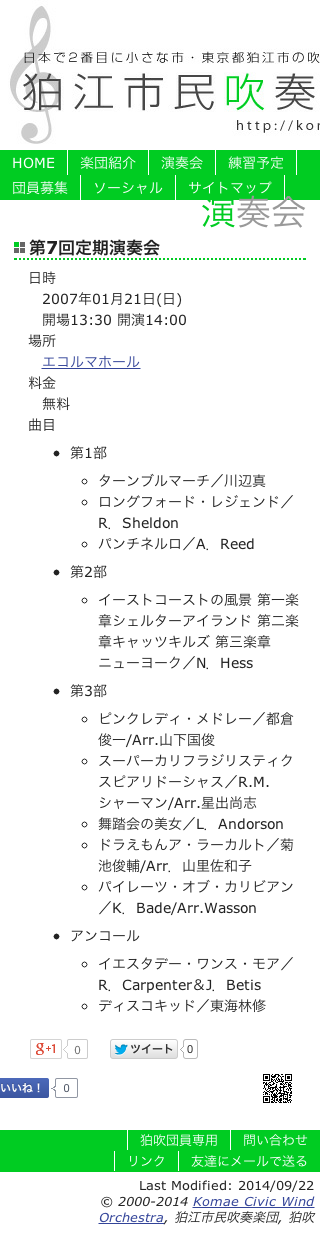 日本で２番目に小さな市・東京都狛江市の吹
狛江市民吹奏
http://kor
HOME 楽団紹介 演奏会 練習予定
団員募集 ソーシャル サイトマップ
演奏会
第7回定期演奏会
日時
2007年01月21日(日)
開場13:30 開演14:00
場所
エコルマホール
料金
無料
曲目
• 第1部
◦ ターンブルマーチ／川辺真
◦ ロングフォード・レジェンド／
R．Sheldon
◦ パンチネルロ／A．Reed
• 第2部
◦ イーストコーストの風景 第一楽
章シェルターアイランド 第二楽
章キャッツキルズ 第三楽章
ニューヨーク／N．Hess
• 第3部
◦ ピンクレディ・メドレー／都倉
俊一/Arr.山下国俊
◦ スーパーカリフラジリスティク
スピアリドーシャス／R.M.
シャーマン/Arr.星出尚志
◦ 舞踏会の美女／L．Andorson
◦ ドラえもんア・ラーカルト／菊
池俊輔/Arr．山里佐和子
◦ パイレーツ・オブ・カリビアン
／K．Bade/Arr.Wasson
• アンコール
◦ イエスタデー・ワンス・モア／
R．Carpenter＆J．Betis
◦ ディスコキッド／東海林修
g+1 0 ツイート 0
いいね！ 0
狛吹団員専用 問い合わせ
リンク 友達にメールで送る
Last Modified: 2014/09/22
© 2000-2014 Komae Civic Wind
Orchestra, 狛江市民吹奏楽団, 狛吹